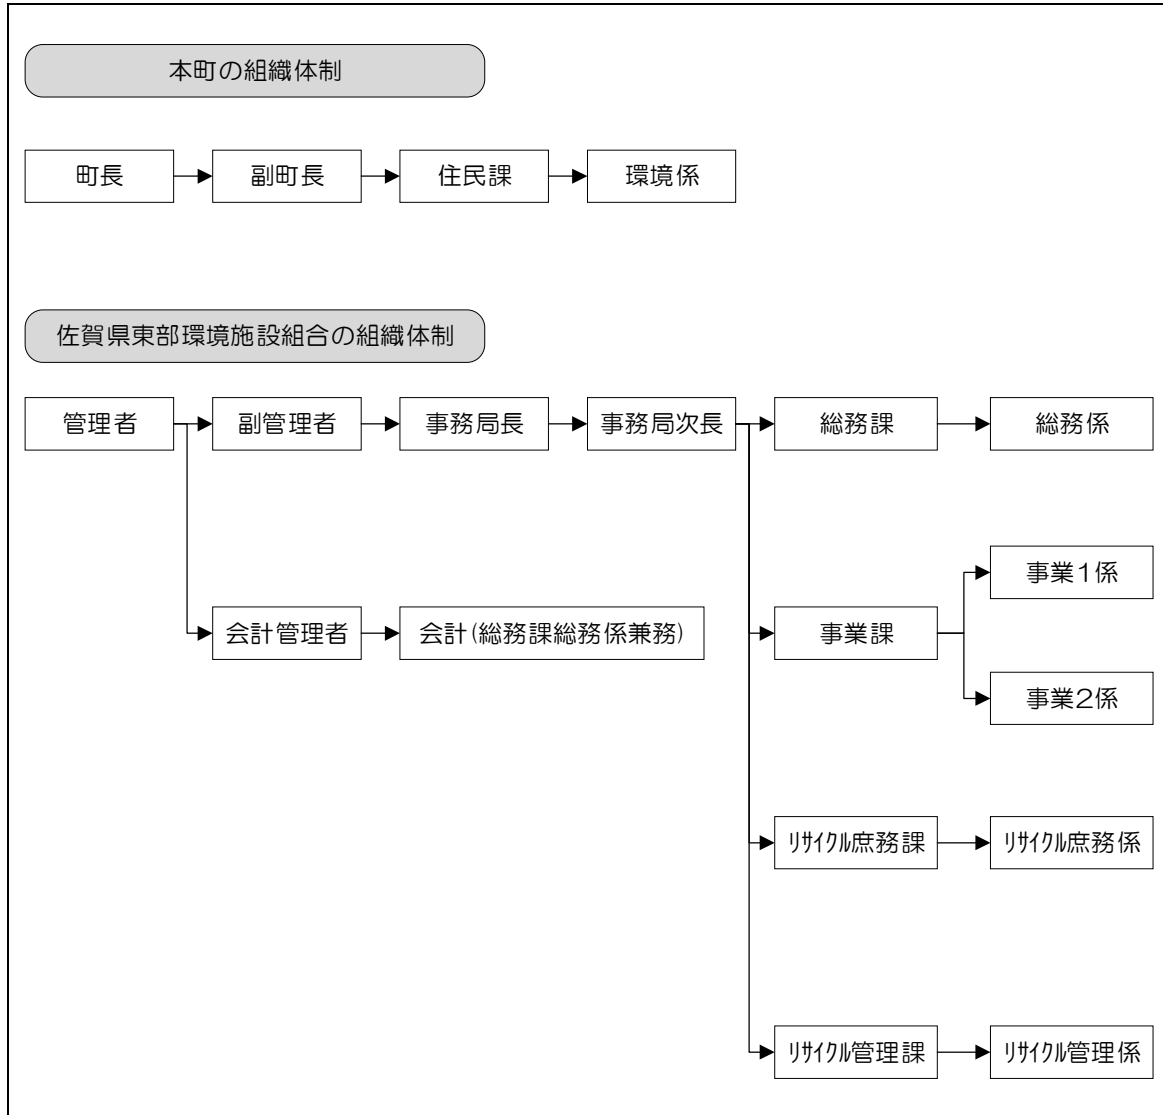 本町の組織体制
町長
副町長
住民課
環境係
佐賀県東部環境施設組合の組織体制
管理者
副管理者
事務局長
事務局次長
総務課
総務係
事業1係
会計管理者
会計(総務課総務係兼務)
事業課
事業2係
ﾘｻｲｸﾙ庶務課
ﾘｻｲｸﾙ庶務係
ﾘｻｲｸﾙ管理課
ﾘｻｲｸﾙ管理係